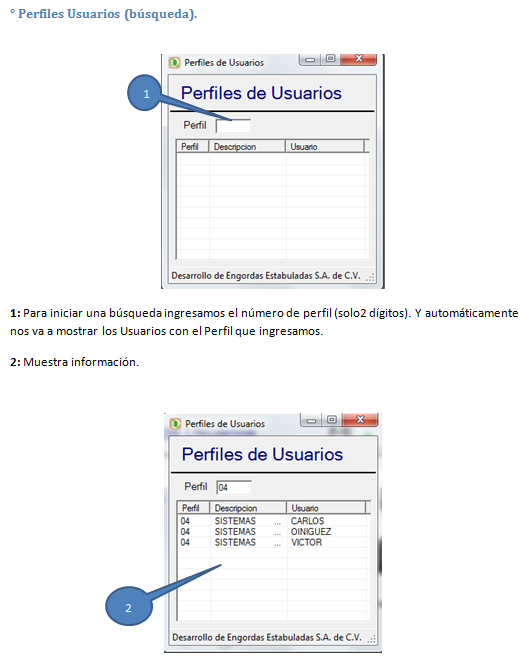 ° Perfiles Usuarios (búsqueda).
Perfiles de Usuarios
Perfiles de Usuarios
1
Perfil
Perfil Descripcion Usuario
Desarrollo de Engordas Estabuladas S.A. de C.V.
1: Para iniciar una búsqueda ingresamos el número de perfil (solo2 dígitos). Y automáticamente
nos va a mostrar los Usuarios con el Perfil que ingresamos.
2: Muestra información.
Perfiles de Usuarios
Perfiles de Usuarios
Perfil 04
Perfil Descripcion Usuario
04 SISTEMAS ... CARLOS
04 SISTEMAS ... OINIGUEZ
04 SISTEMAS ... VICTOR
2
Desarrollo de Engordas Estabuladas S.A. de C.V.